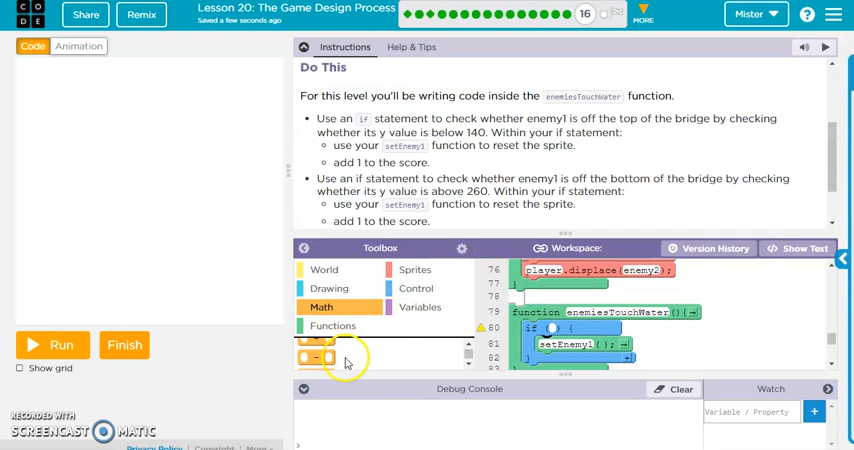 C O
D E
Share
Remix
Lesson 20: The Game Design Process
Saved a few seconds ago
16
MORE
Mister
?
Code
Animation
Instructions
Help & Tips
Do This
For this level you'll be writing code inside the enemiesTouchWater function.
• Use an if statement to check whether enemy1 is off the top of the bridge by checking
whether its y value is below 140. Within your if statement:
○ use your setEnemy1 function to reset the sprite.
○ add 1 to the score.
• Use an if statement to check whether enemy1 is off the bottom of the bridge by checking
whether its y value is above 260. Within your if statement:
○ use your setEnemy1 function to reset the sprite.
○ add 1 to the score.
Toolbox
Workspace:
Version History
Show Text
World
Sprites
Drawing
Control
Math
Variables
Functions
+
-
76 player.displace(enemy2);
77 }
78
79 function enemiesTouchWater(){
80 if ( ) {
81 setEnemy1();
82 }
83
Run
Finish
Show grid
Debug Console
Clear
Watch
Variable / Property
+
>
RECORDED WITH
SCREENCAST MATIC
Privacy Policy | Copyright | More